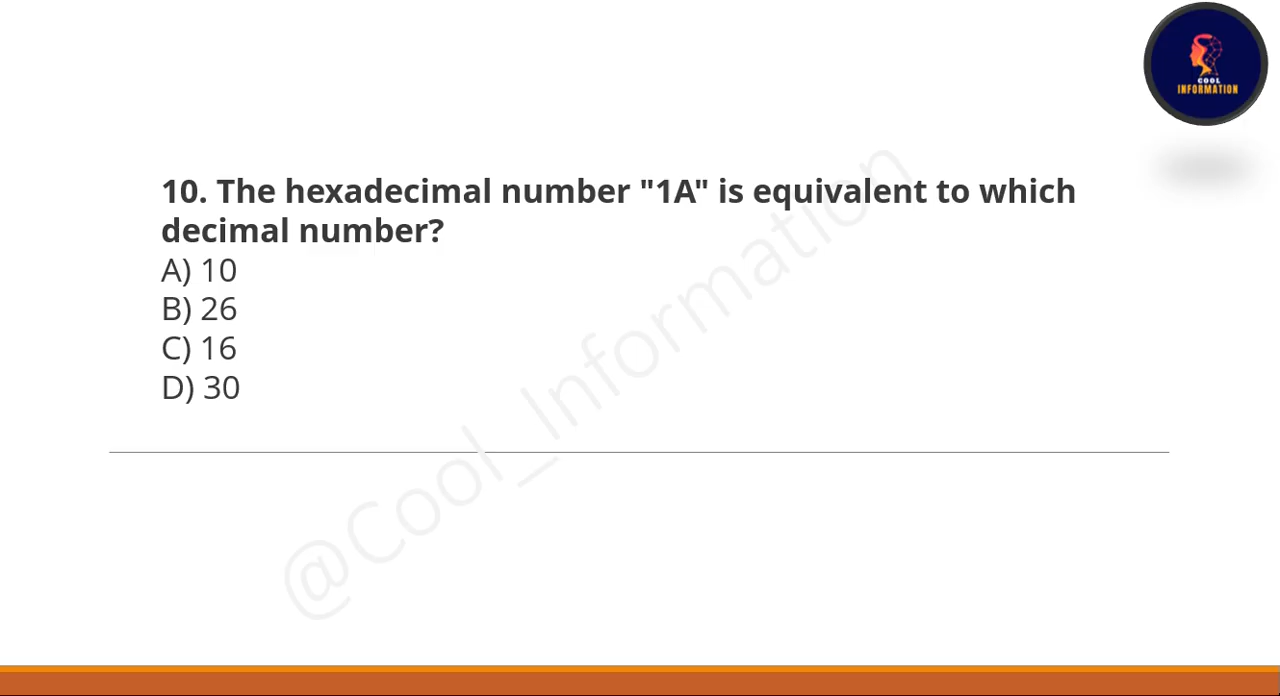 COOL
INFORMATION
10. The hexadecimal number "1A" is equivalent to which
decimal number?
A) 10
B) 26
C) 16
D) 30
@Cool_Information